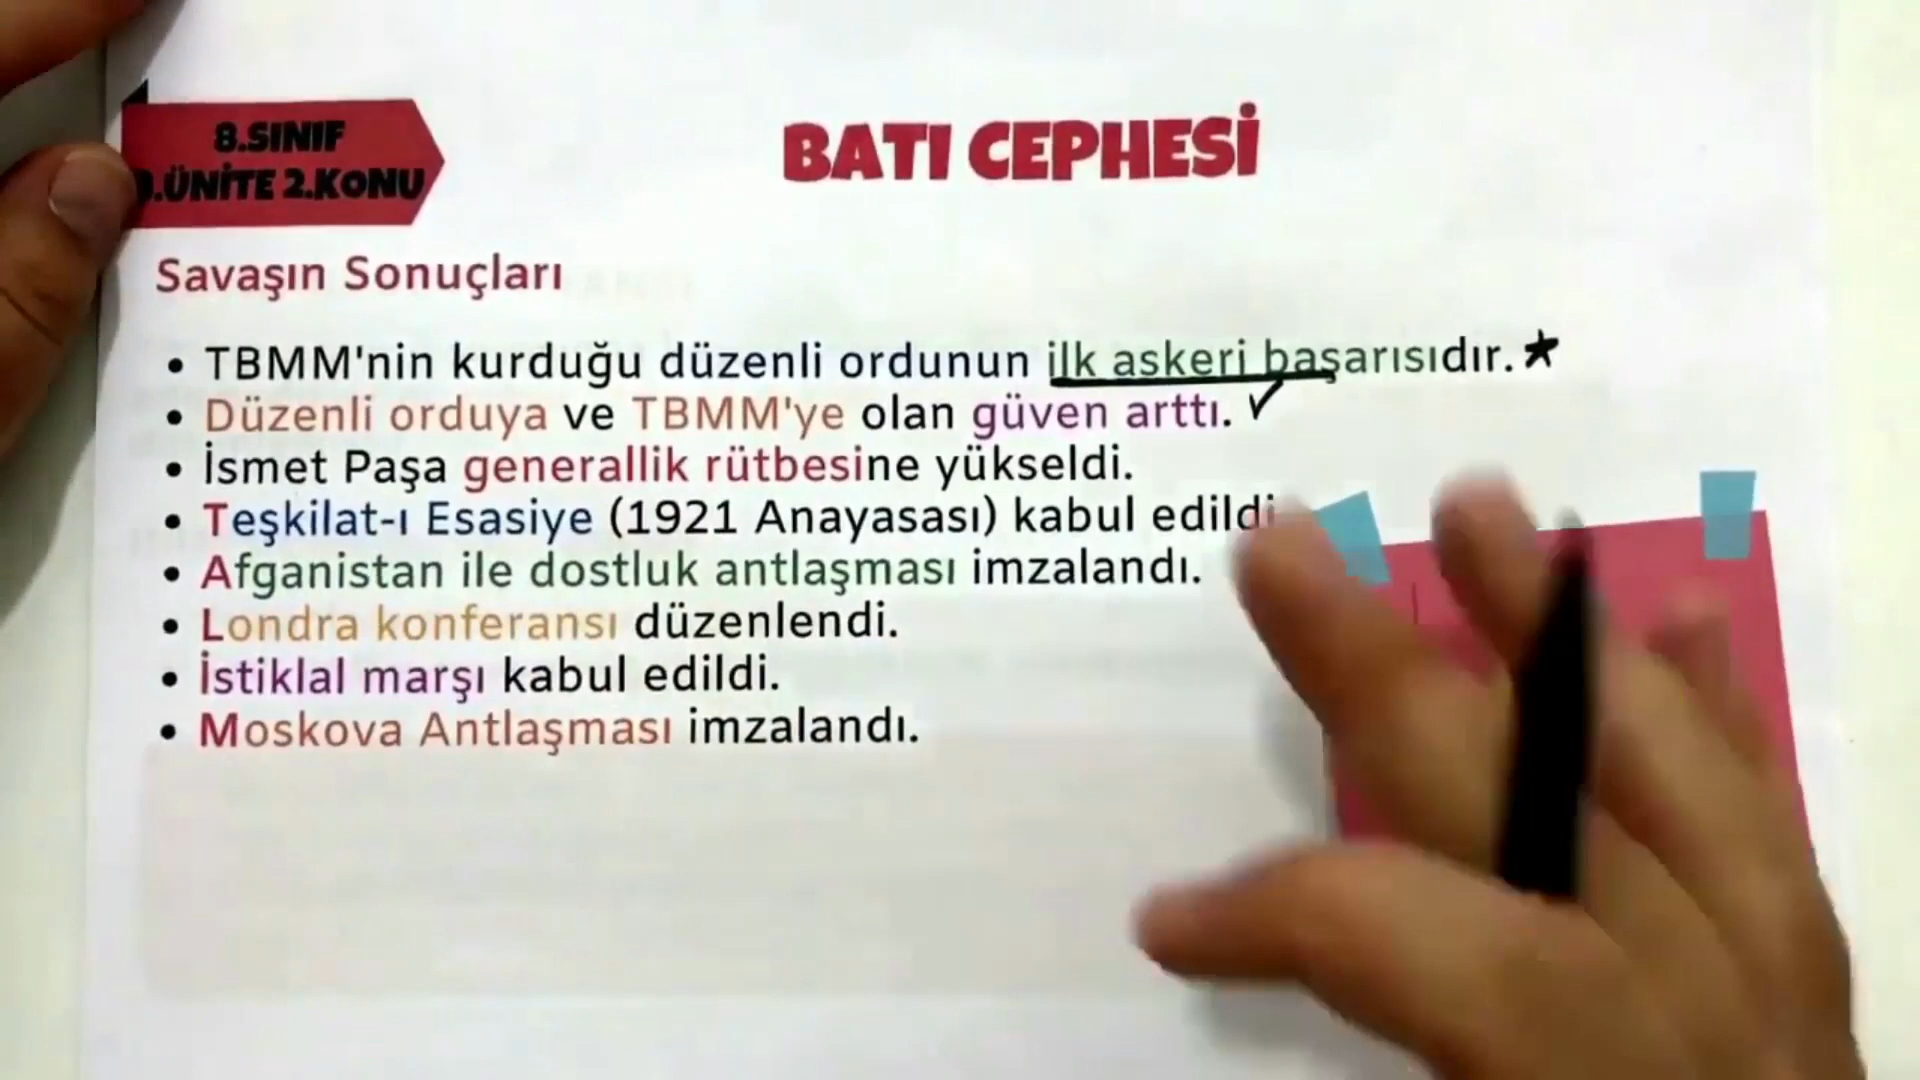 8.SINIF
.ÜNİTE 2.KONU
BATI CEPHESİ
Savaşın Sonuçları
• TBMM'nin kurduğu düzenli ordunun ilk askeri başarısıdır.
• Düzenli orduya ve TBMM'ye olan güven arttı.
• İsmet Paşa generallik rütbesine yükseldi.
• Teşkilat-ı Esasiye (1921 Anayasası) kabul edildi
• Afganistan ile dostluk antlaşması imzalandı.
• Londra konferansı düzenlendi.
• İstiklal marşı kabul edildi.
• Moskova Antlaşması imzalandı.